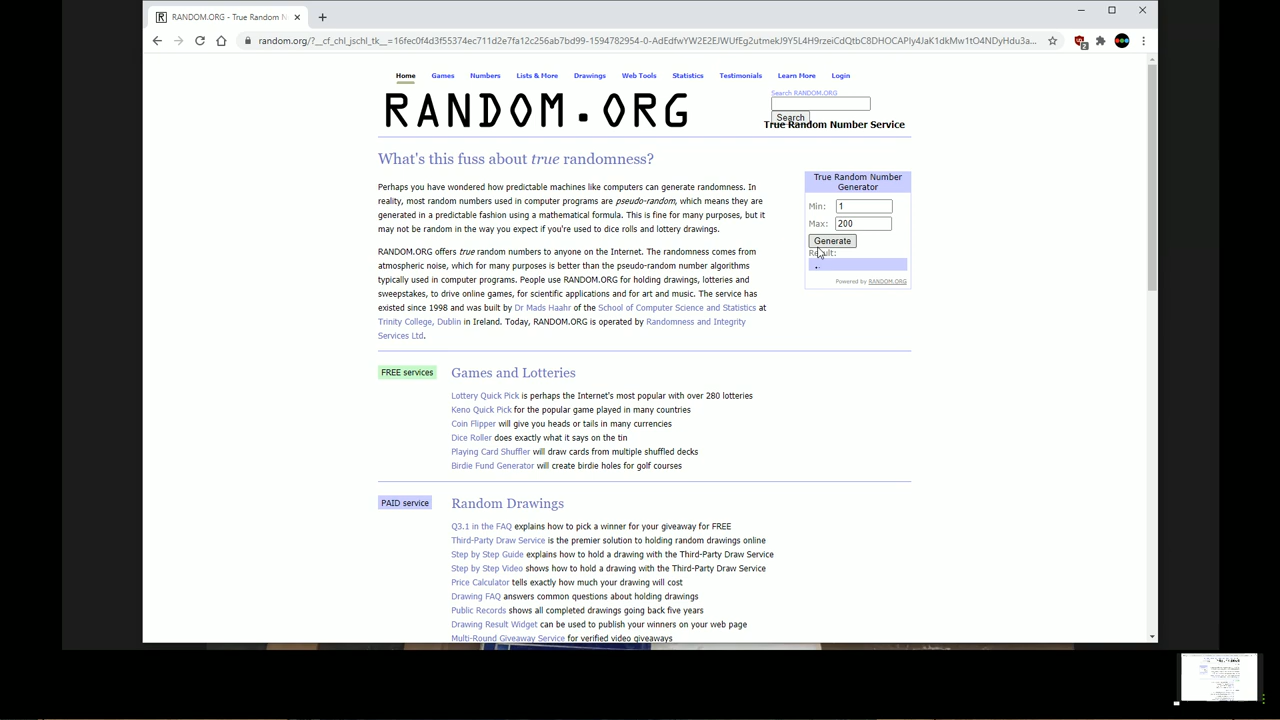 RANDOM.ORG - True Random N
random.org/?__cf_chl_jschl_tk__=16fec0f4d3f55374ec711d2e7fa12c256ab7bd99-1594782954-0-AdEdfwYW2E2EJWUfEg2utmekJ9Y5L4H9rzeiCdQtbC8DHOCAPIy4JaK1dkMw1tO4NDyHdu3a...
2
Home Games Numbers Lists & More Drawings Web Tools Statistics Testimonials Learn More Login
Search RANDOM.ORG
RANDOM.ORG
Search
True Random Number Service
What's this fuss about true randomness?
Perhaps you have wondered how predictable machines like computers can generate randomness. In
reality, most random numbers used in computer programs are pseudo-random, which means they are
generated in a predictable fashion using a mathematical formula. This is fine for many purposes, but it
may not be random in the way you expect if you're used to dice rolls and lottery drawings.
RANDOM.ORG offers true random numbers to anyone on the Internet. The randomness comes from
atmospheric noise, which for many purposes is better than the pseudo-random number algorithms
typically used in computer programs. People use RANDOM.ORG for holding drawings, lotteries and
sweepstakes, to drive online games, for scientific applications and for art and music. The service has
existed since 1998 and was built by Dr Mads Haahr of the School of Computer Science and Statistics at
Trinity College, Dublin in Ireland. Today, RANDOM.ORG is operated by Randomness and Integrity
Services Ltd.
True Random Number
Generator
Min: 1
Max: 200
Generate
Result:
Powered by RANDOM.ORG
FREE services
Games and Lotteries
Lottery Quick Pick is perhaps the Internet's most popular with over 280 lotteries
Keno Quick Pick for the popular game played in many countries
Coin Flipper will give you heads or tails in many currencies
Dice Roller does exactly what it says on the tin
Playing Card Shuffler will draw cards from multiple shuffled decks
Birdie Fund Generator will create birdie holes for golf courses
PAID service
Random Drawings
Q3.1 in the FAQ explains how to pick a winner for your giveaway for FREE
Third-Party Draw Service is the premier solution to holding random drawings online
Step by Step Guide explains how to hold a drawing with the Third-Party Draw Service
Step by Step Video shows how to hold a drawing with the Third-Party Draw Service
Price Calculator tells exactly how much your drawing will cost
Drawing FAQ answers common questions about holding drawings
Public Records shows all completed drawings going back five years
Drawing Result Widget can be used to publish your winners on your web page
Multi-Round Giveaway Service for verified video giveaways